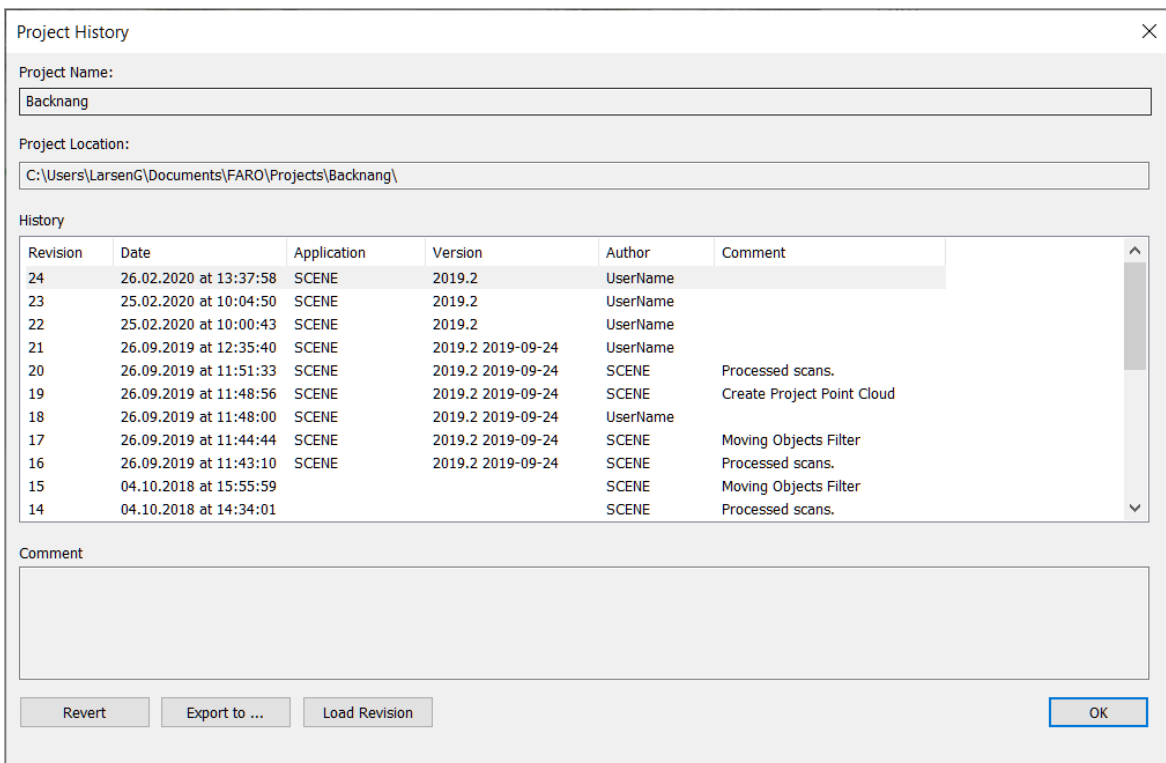 Project History
Project Name:
Backnang
Project Location:
C:\Users\LarsenG\Documents\FARO\Projects\Backnang\
History
Revision Date Application Version Author Comment
24 26.02.2020 at 13:37:58 SCENE 2019.2 UserName
23 25.02.2020 at 10:04:50 SCENE 2019.2 UserName
22 25.02.2020 at 10:00:43 SCENE 2019.2 UserName
21 26.09.2019 at 12:35:40 SCENE 2019.2 2019-09-24 UserName
20 26.09.2019 at 11:51:33 SCENE 2019.2 2019-09-24 SCENE Processed scans.
19 26.09.2019 at 11:48:56 SCENE 2019.2 2019-09-24 SCENE Create Project Point Cloud
18 26.09.2019 at 11:48:00 SCENE 2019.2 2019-09-24 UserName
17 26.09.2019 at 11:44:44 SCENE 2019.2 2019-09-24 SCENE Moving Objects Filter
16 26.09.2019 at 11:43:10 SCENE 2019.2 2019-09-24 SCENE Processed scans.
15 04.10.2018 at 15:55:59 SCENE Moving Objects Filter
14 04.10.2018 at 14:34:01 SCENE Processed scans.
Comment
Revert Export to ... Load Revision OK